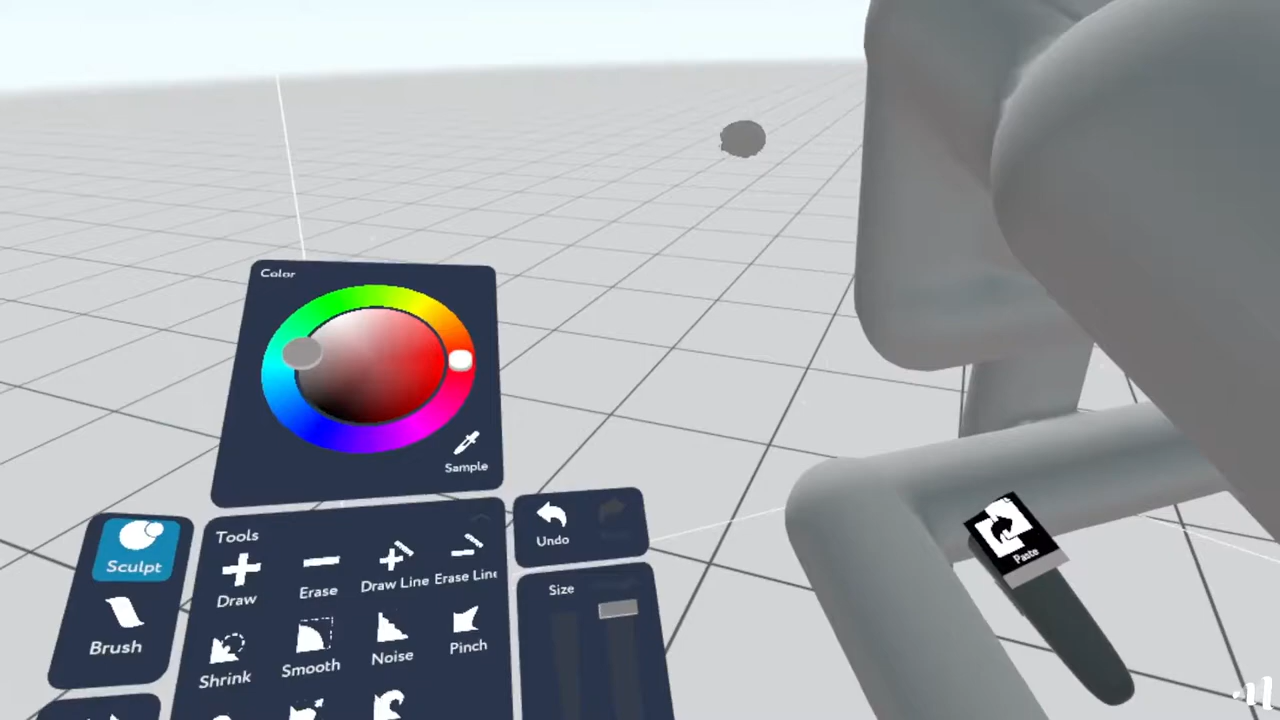 Color
Sample
Sculpt
Brush
Tools
Draw
Erase
Draw Line
Erase Line
Shrink
Smooth
Noise
Pinch
Undo
Size
Paste